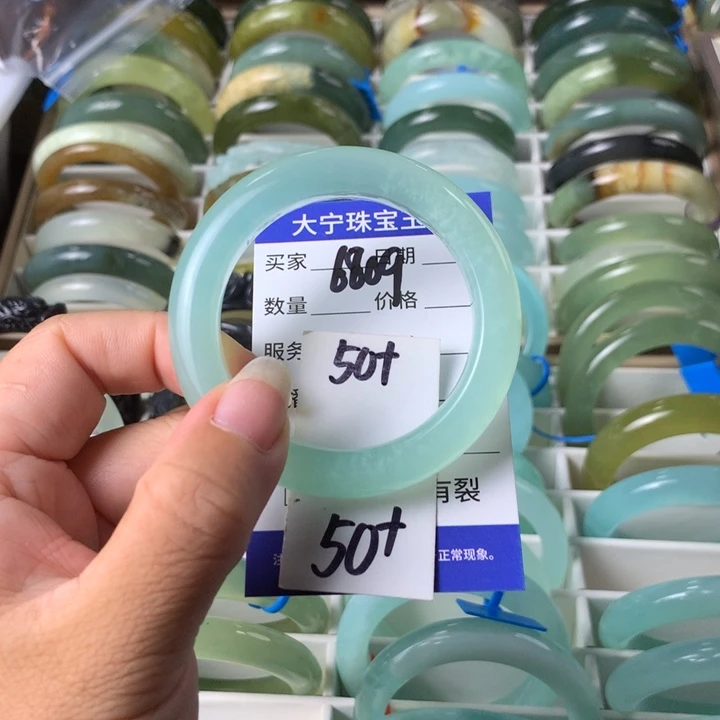 大宁珠宝玉
买家 6809 日期
数量 价格
服务
50+
有裂
50+
正常现象。